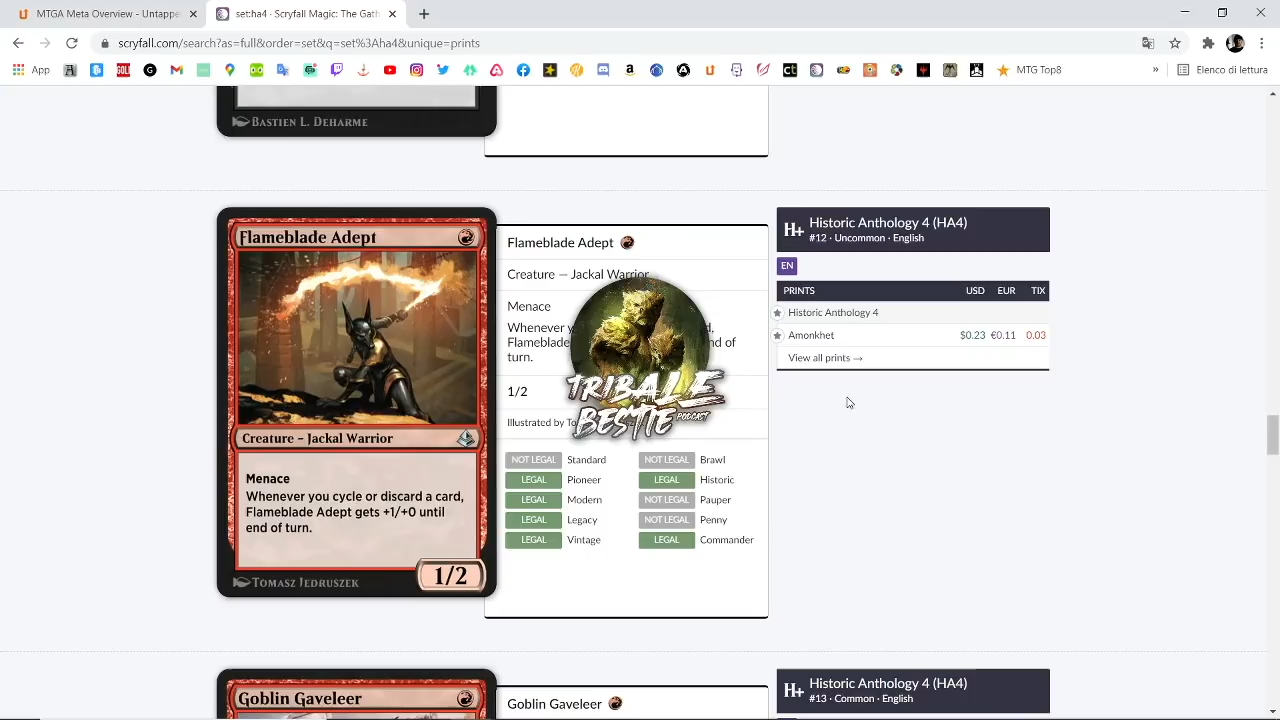 MTGA Meta Overview - Untappe
set:ha4 - Scryfall Magic: The Gath
scryfall.com/search?as=full&order=set&q=set%3Aha4&unique=prints
App
MTG Top8
»
Elenco di lettura
BASTIEN L. DEHARME
Flameblade Adept
Creature – Jackal Warrior
Menace
Whenever you cycle or discard a card,
Flameblade Adept gets +1/+0 until
end of turn.
1/2
TOMASZ JEDRUSZEK
Flameblade Adept
Creature — Jackal Warrior
Menace
Whenever y
Flameblade
nd of
turn.
1/2
Illustrated by To
TRIBALE
BESTIE
PODCAST
NOT LEGAL Standard NOT LEGAL Brawl
LEGAL Pioneer LEGAL Historic
LEGAL Modern NOT LEGAL Pauper
LEGAL Legacy NOT LEGAL Penny
LEGAL Vintage LEGAL Commander
H+ Historic Anthology 4 (HA4)
#12 · Uncommon · English
EN
PRINTS USD EUR TIX
Historic Anthology 4
Amonkhet $0.23 €0.11 0.03
View all prints →
Goblin Gaveleer
Goblin Gaveleer
H+ Historic Anthology 4 (HA4)
#13 · Common · English